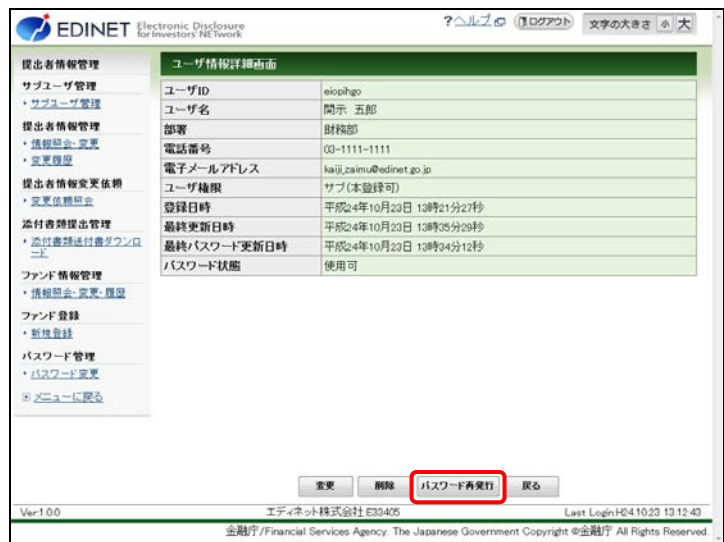 EDINET Electronic Disclosure for Investors' NETwork
?ヘルプ ログアウト 文字の大きさ 小 大
提出者情報管理
サブユーザ管理
・サブユーザ管理
提出者情報管理
・情報照会・変更
・変更履歴
提出者情報変更依頼
・変更依頼照会
添付書類提出管理
・添付書類送付書ダウンロード
ファンド情報管理
・情報照会・変更・履歴
ファンド登録
・新規登録
パスワード管理
・パスワード変更
メニューに戻る
ユーザ情報詳細画面
ユーザID eiopihgo
ユーザ名 開示 五郎
部署 財務部
電話番号 03-1111-1111
電子メールアドレス kaiji_zaimu@edinet.go.jp
ユーザ権限 サブ(本登録可)
登録日時 平成24年10月23日 13時21分27秒
最終更新日時 平成24年10月23日 13時35分29秒
最終パスワード更新日時 平成24年10月23日 13時34分12秒
パスワード状態 使用可
変更 削除 パスワード再発行 戻る
Ver.1.0.0 エディネット株式会社 E33405 Last Login:H24.10.23 13:12:43
金融庁/Financial Services Agency. The Japanese Government Copyright ©金融庁 All Rights Reserved.